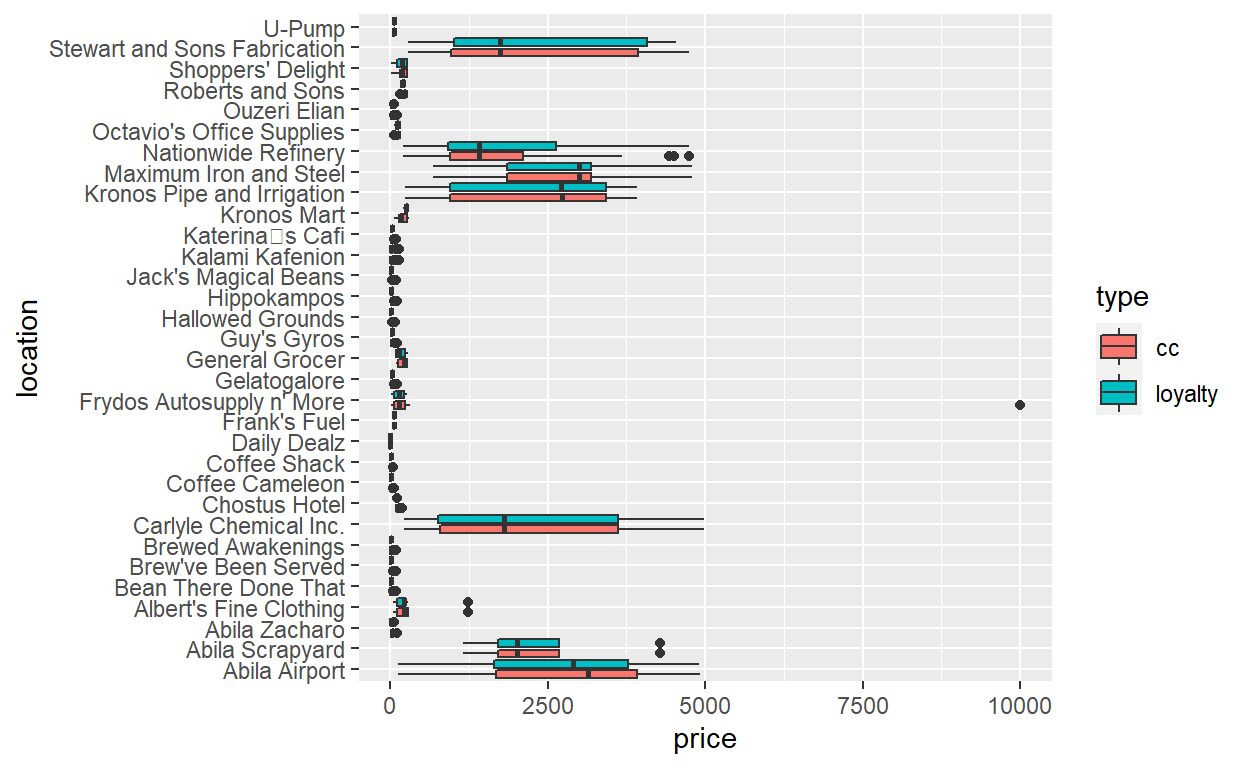 U-Pump
Stewart and Sons Fabrication
Shoppers' Delight
Roberts and Sons
Ouzeri Elian
Octavio's Office Supplies
Nationwide Refinery
Maximum Iron and Steel
Kronos Pipe and Irrigation
Kronos Mart
Katerina▯s Cafi
Kalami Kafenion
Jack's Magical Beans
Hippokampos
Hallowed Grounds
Guy's Gyros
General Grocer
Gelatogalore
Frydos Autosupply n' More
Frank's Fuel
Daily Dealz
Coffee Shack
Coffee Cameleon
Chostus Hotel
Carlyle Chemical Inc.
Brewed Awakenings
Brew've Been Served
Bean There Done That
Albert's Fine Clothing
Abila Zacharo
Abila Scrapyard
Abila Airport
location
0 2500 5000 7500 10000
price
type
cc
loyalty